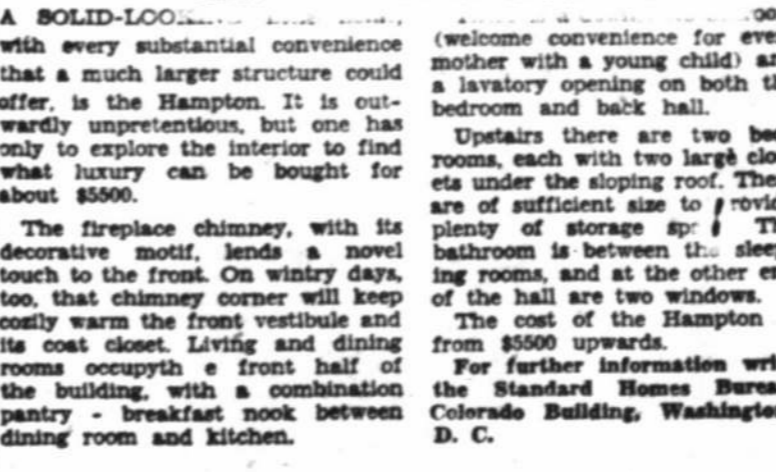 A SOLID-LOO
with every substantial convenience
that a much larger structure could
offer, is the Hampton. It is out-
wardly unpretentious, but one has
only to explore the interior to find
what luxury can be bought for
about $5500.
The fireplace chimney, with its
decorative motif, lends a novel
touch to the front. On wintry days,
too, that chimney corner will keep
cozily warm the front vestibule and
its coat closet. Living and dining
rooms occupyth e front half of
the building, with a combination
pantry - breakfast nook between
dining room and kitchen.
(welcome convenience for eve
mother with a young child) an
a lavatory opening on both th
bedroom and back hall.
Upstairs there are two be
rooms, each with two large clo
ets under the sloping roof. The
are of sufficient size to rovid
plenty of storage sp Th
bathroom is between th slee
ing rooms, and at the other e
of the hall are two windows.
The cost of the Hampton
from $5500 upwards.
For further information wri
the Standard Homes Burea
Colorado Building, Washingto
D. C.